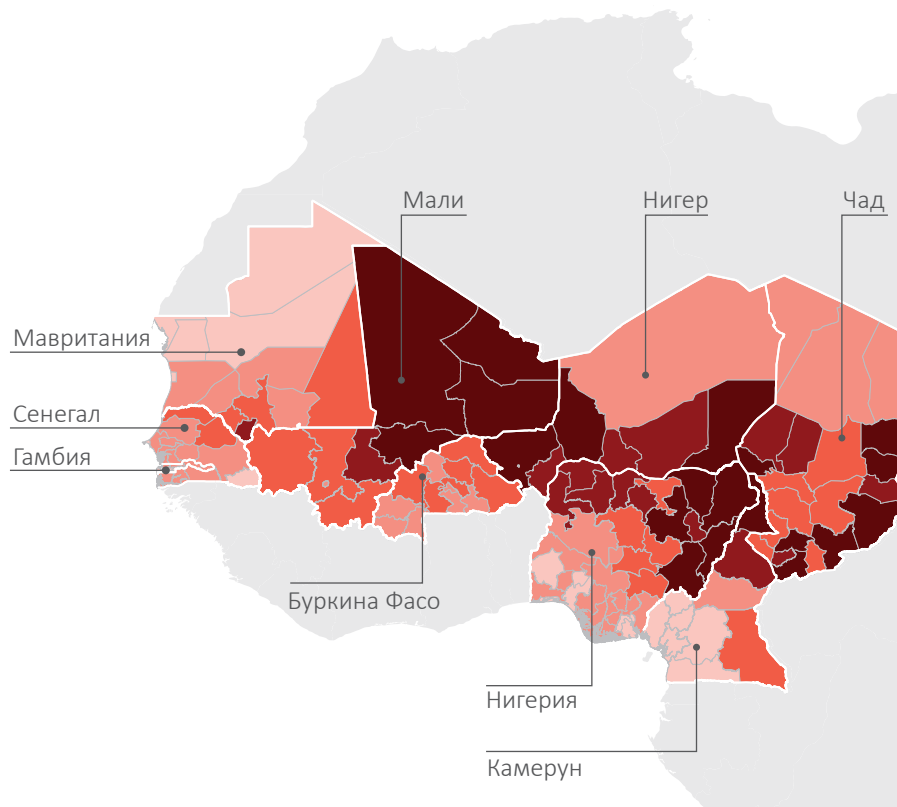 Мали
Нигер
Чад
Мавритания
Сенегал
Гамбия
Буркина Фасо
Нигерия
Камерун